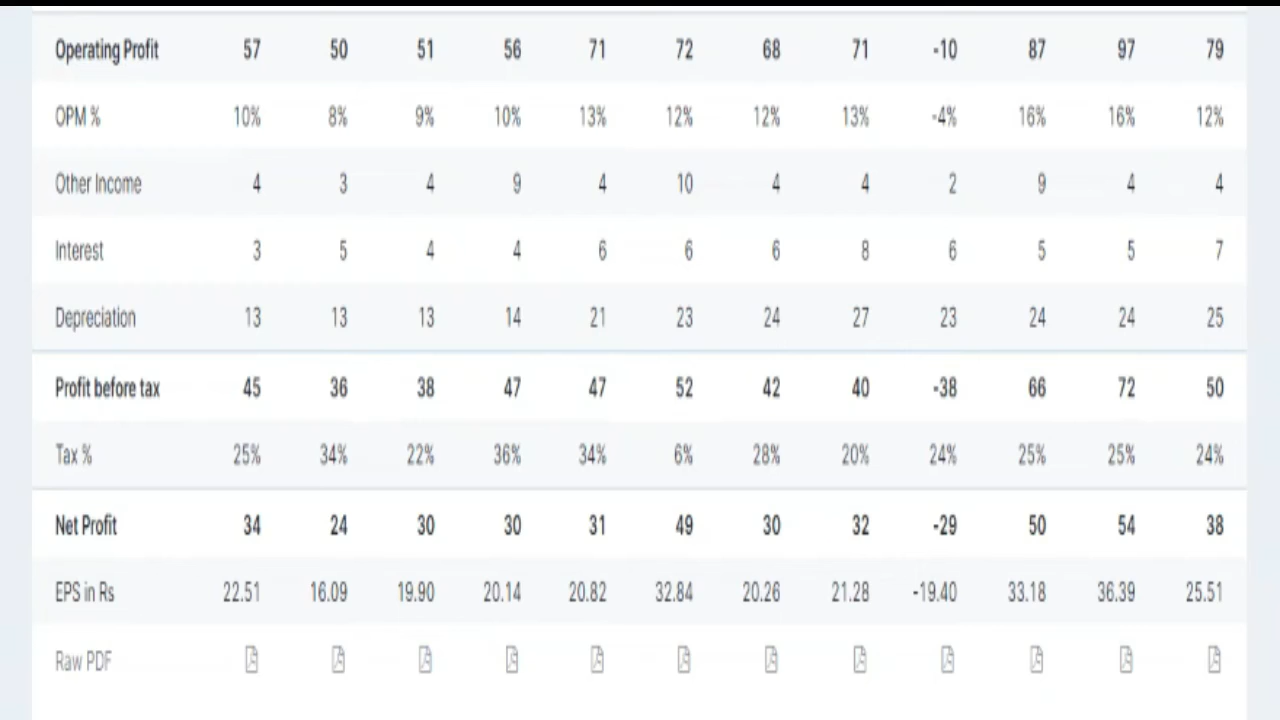 Operating Profit 57 50 51 56 71 72 68 71 -10 87 97 79
OPM % 10% 8% 9% 10% 13% 12% 12% 13% -4% 16% 16% 12%
Other Income 4 3 4 9 4 10 4 4 2 9 4 4
Interest 3 5 4 4 6 6 6 8 6 5 5 7
Depreciation 13 13 13 14 21 23 24 27 23 24 24 25
Profit before tax 45 36 38 47 47 52 42 40 -38 66 72 50
Tax % 25% 34% 22% 36% 34% 6% 28% 20% 24% 25% 25% 24%
Net Profit 34 24 30 30 31 49 30 32 -29 50 54 38
EPS in Rs 22.51 16.09 19.90 20.14 20.82 32.84 20.26 21.28 -19.40 33.18 36.39 25.51
Raw PDF